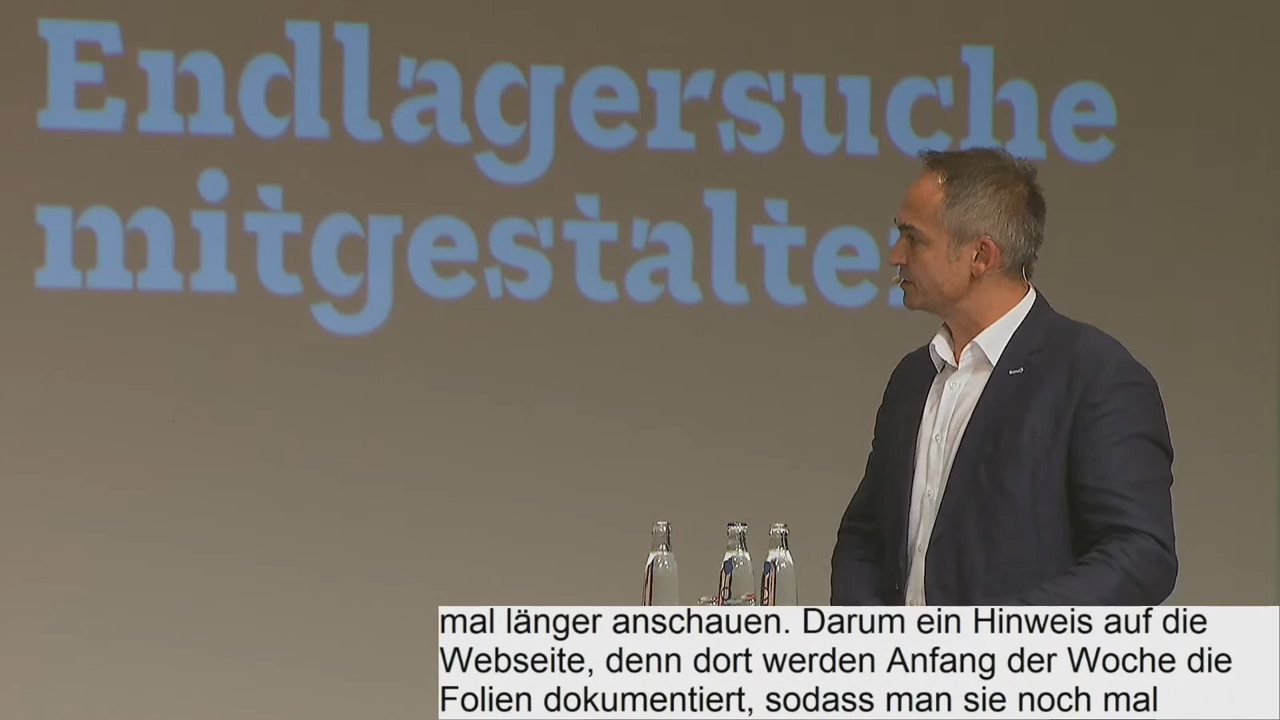 Endlagersuche
mitgestalten
mal länger anschauen. Darum ein Hinweis auf die
Webseite, denn dort werden Anfang der Woche die
Folien dokumentiert, sodass man sie noch mal